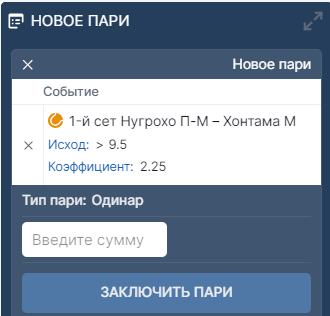 НОВОЕ ПАРИ
Новое пари
Событие
1-й сет Нугрохо П-М – Хонтама М
Исход: > 9.5
Коэффициент: 2.25
Тип пари: Одинар
Введите сумму
ЗАКЛЮЧИТЬ ПАРИ